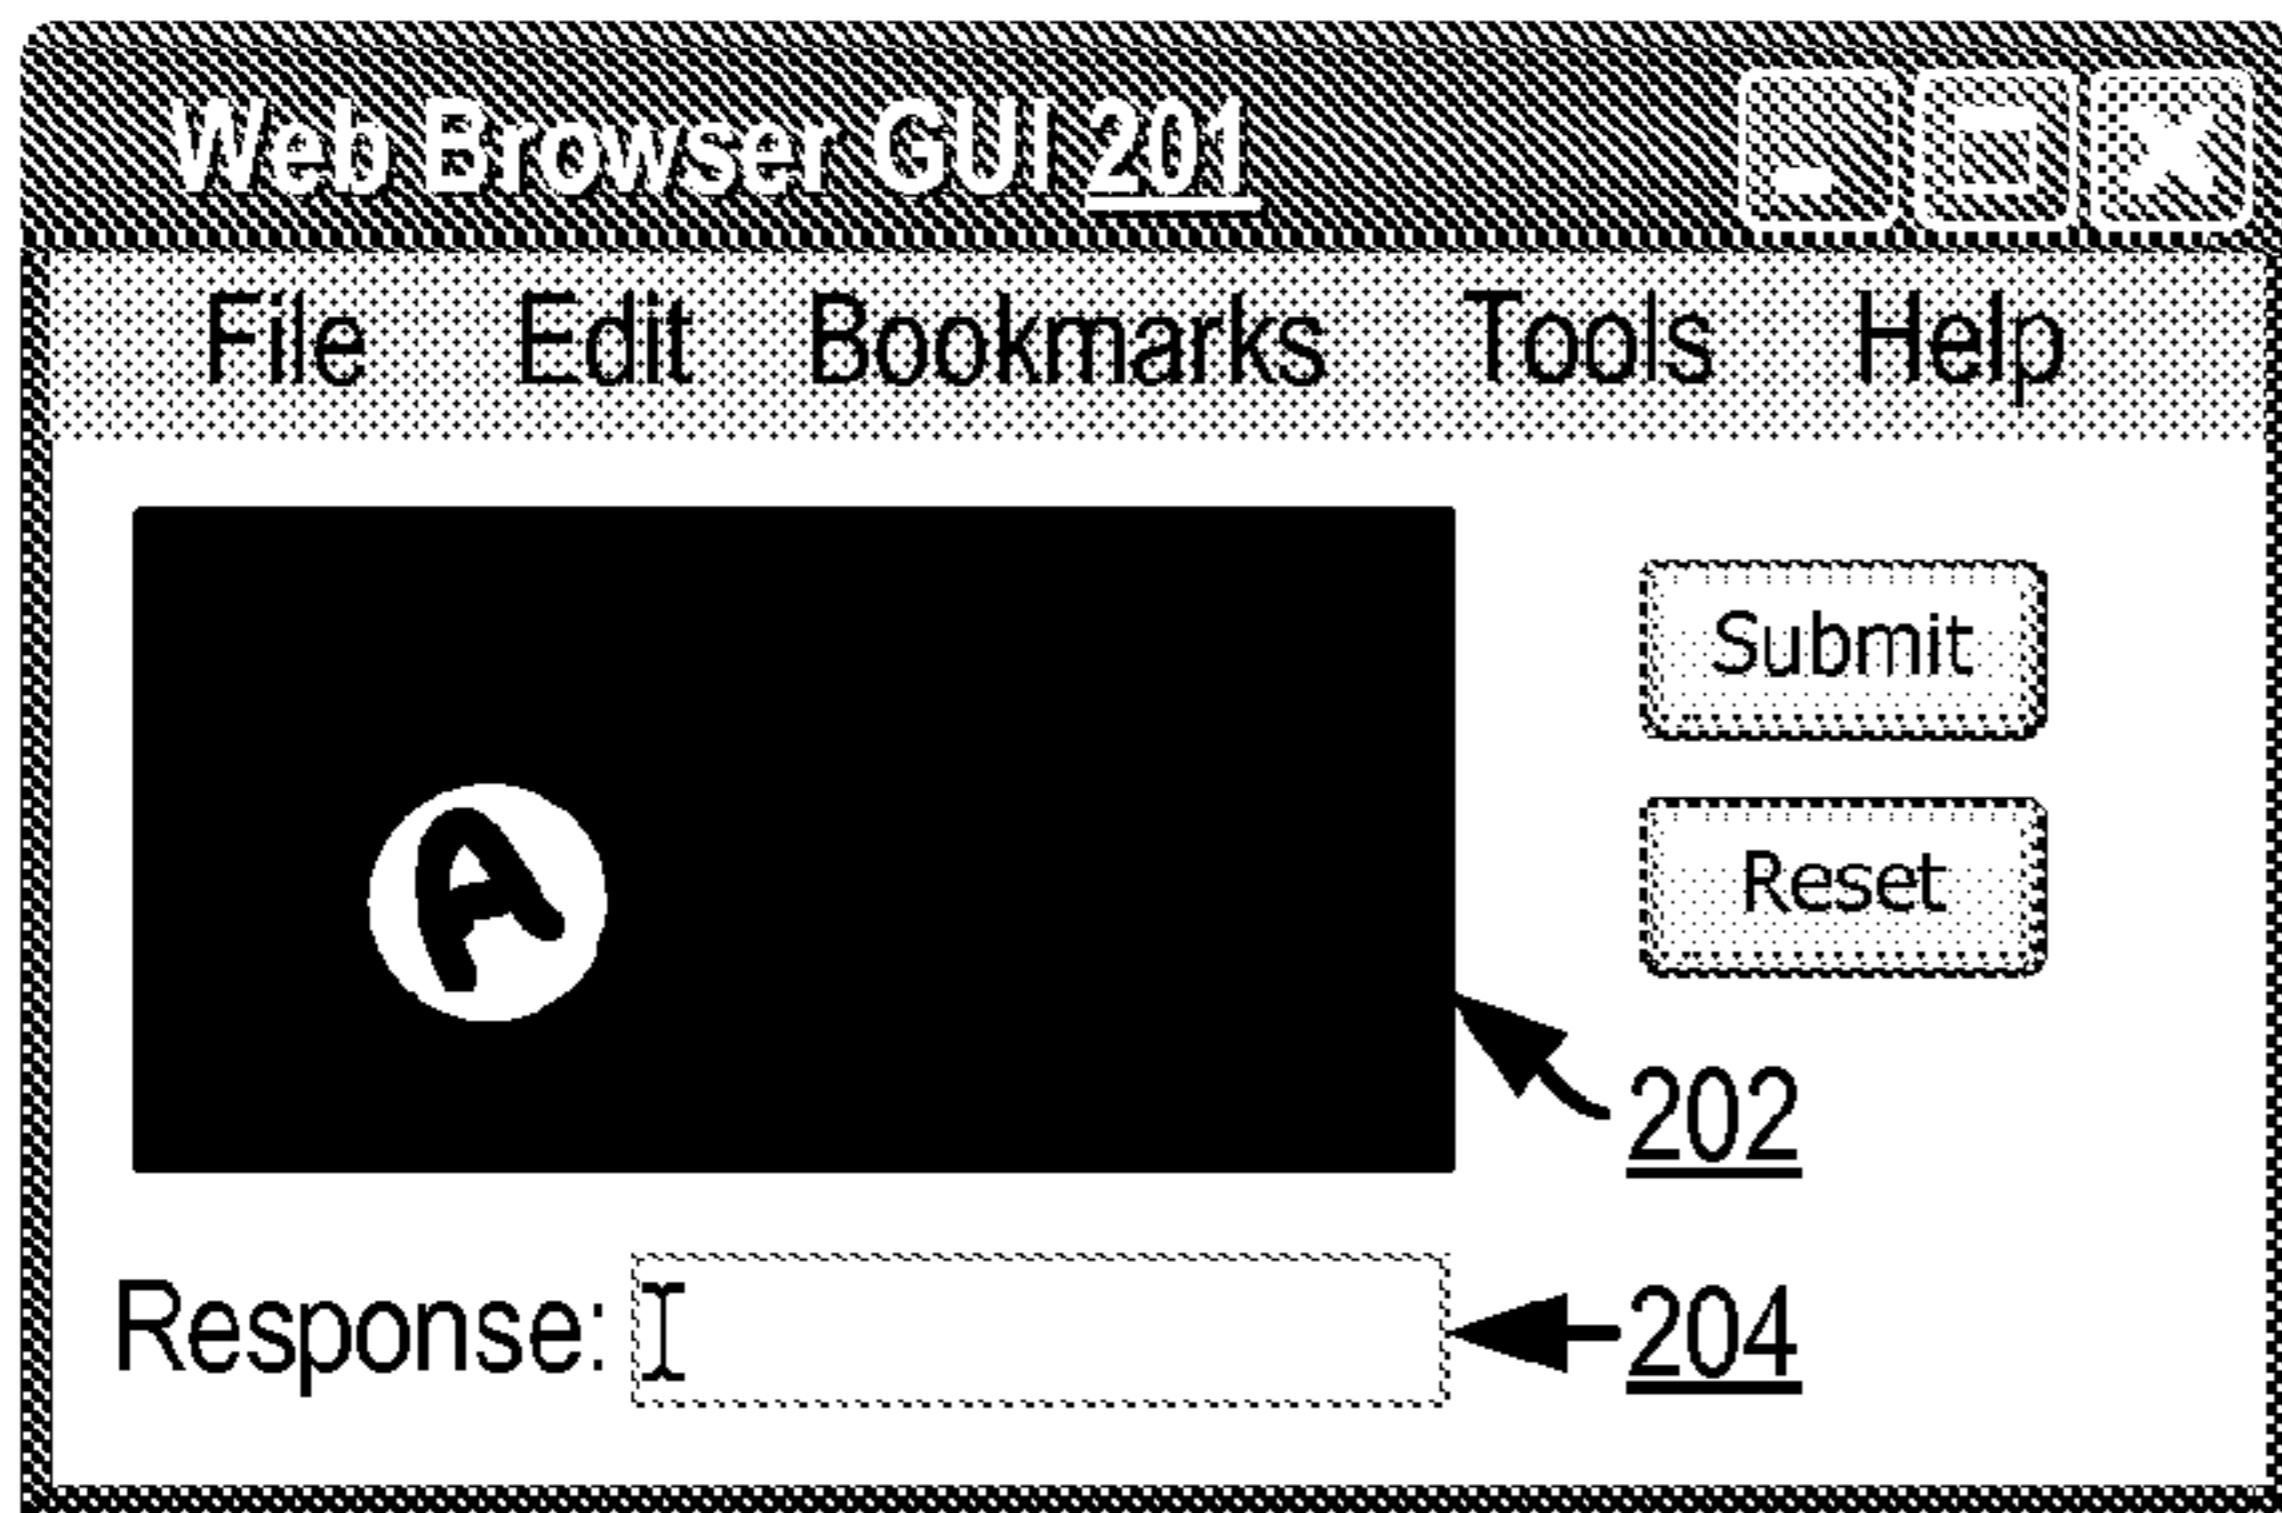 Web Browser GUI 201
File Edit Bookmarks Tools Help
Submit
A
Reset
202
Response:
204